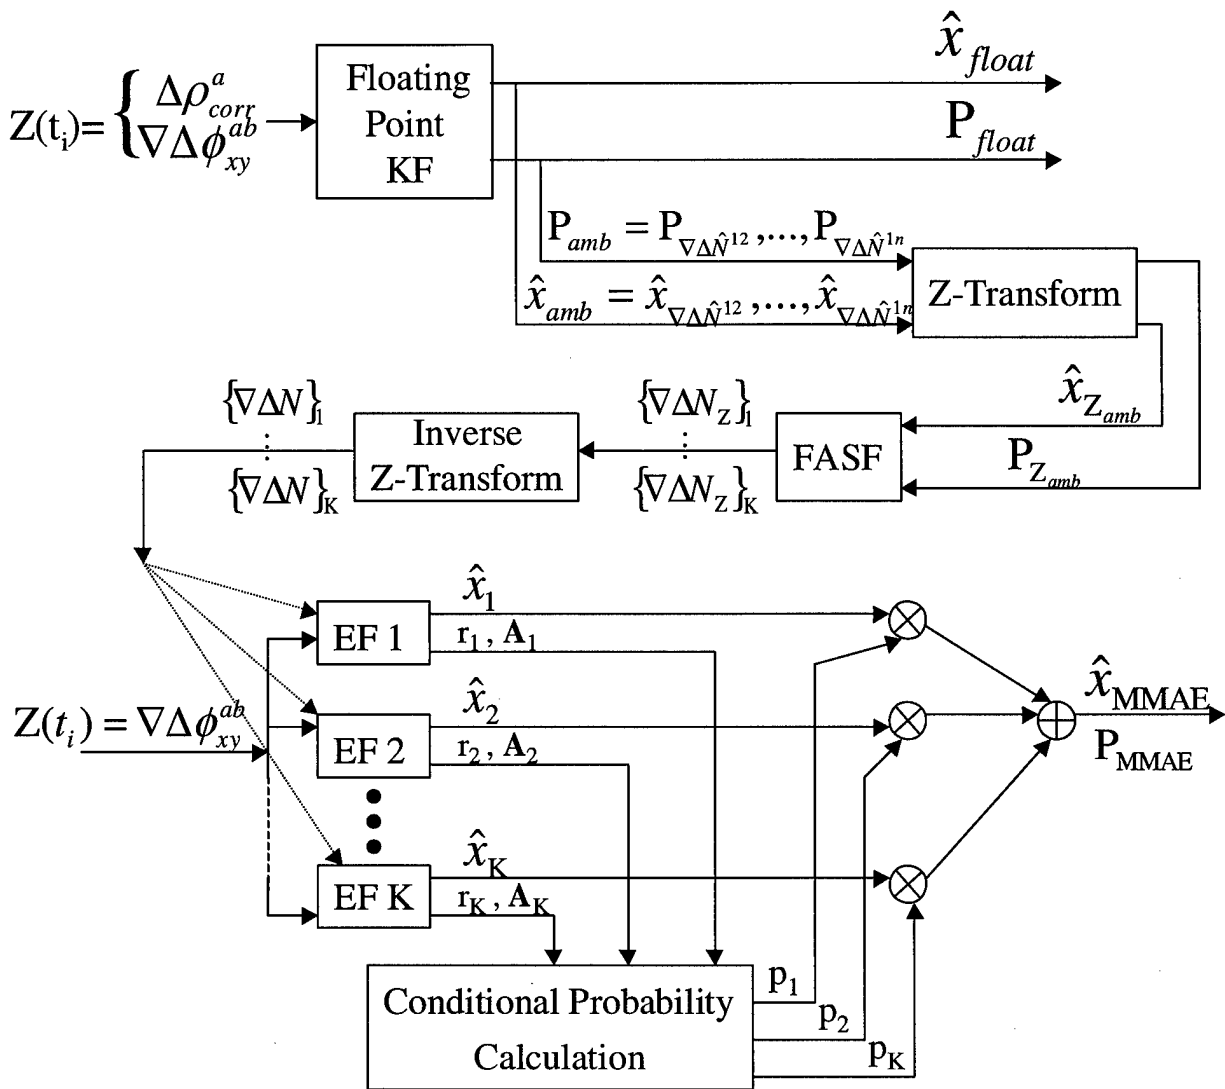 Z(t_i)= { Δρ^a_corr
∇Δϕ^ab_xy
Floating
Point
KF
x̂_float
P_float
P_amb = P_∇ΔN̂^12 ,..., P_∇ΔN̂^1n
x̂_amb = x̂_∇ΔN̂^12 ,..., x̂_∇ΔN̂^1n
Z-Transform
x̂_Z_amb
P_Z_amb
FASF
{∇ΔN_Z}_1
⋮
{∇ΔN_Z}_K
Inverse
Z-Transform
{∇ΔN}_1
⋮
{∇ΔN}_K
Z(t_i) = ∇Δϕ^ab_xy
EF 1
x̂_1
r_1 , A_1
EF 2
x̂_2
r_2 , A_2
EF K
x̂_K
r_K , A_K
Conditional Probability
Calculation
p_1
p_2
p_K
x̂_MMAE
P_MMAE